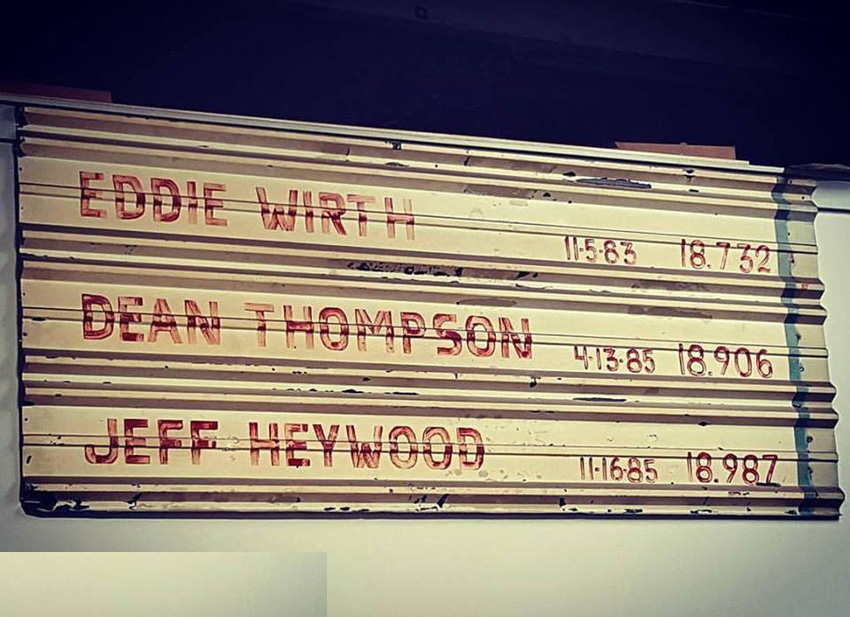 EDDIE WIRTH 11-5-83 18.732
DEAN THOMPSON 4-13-85 18.906
JEFF HEYWOOD 11-16-85 18.987